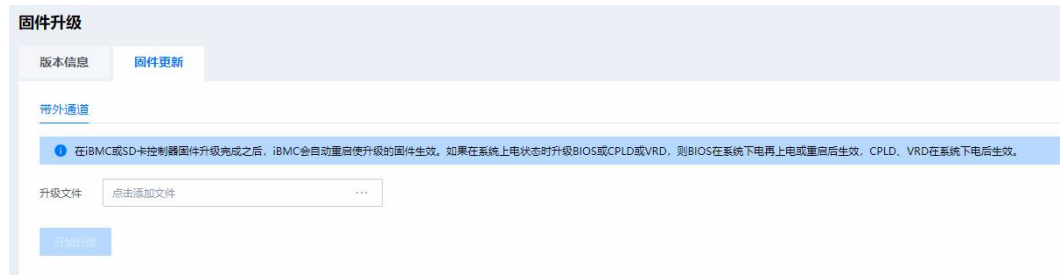 固件升级
版本信息 固件更新
带外通道
在iBMC或SD卡控制器固件升级完成之后，iBMC会自动重启使升级的固件生效。如果在系统上电状态时升级BIOS或CPLD或VRD，则BIOS在系统下电再上电或重启后生效，CPLD、VRD在系统下电后生效。
升级文件 点击添加文件 ...
开始升级